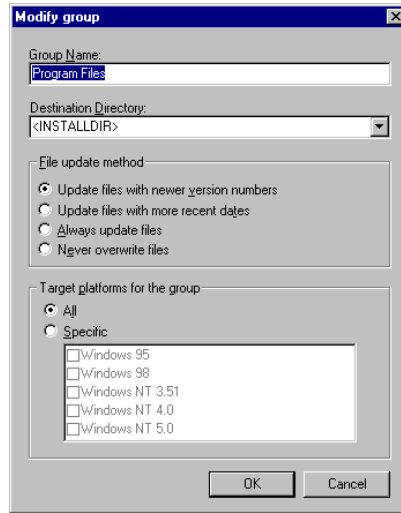 Modify group
Group Name:
Program Files
Destination Directory:
<INSTALLDIR>
File update method
Update files with newer version numbers
Update files with more recent dates
Always update files
Never overwrite files
Target platforms for the group
All
Specific
Windows 95
Windows 98
Windows NT 3.51
Windows NT 4.0
Windows NT 5.0
OK Cancel